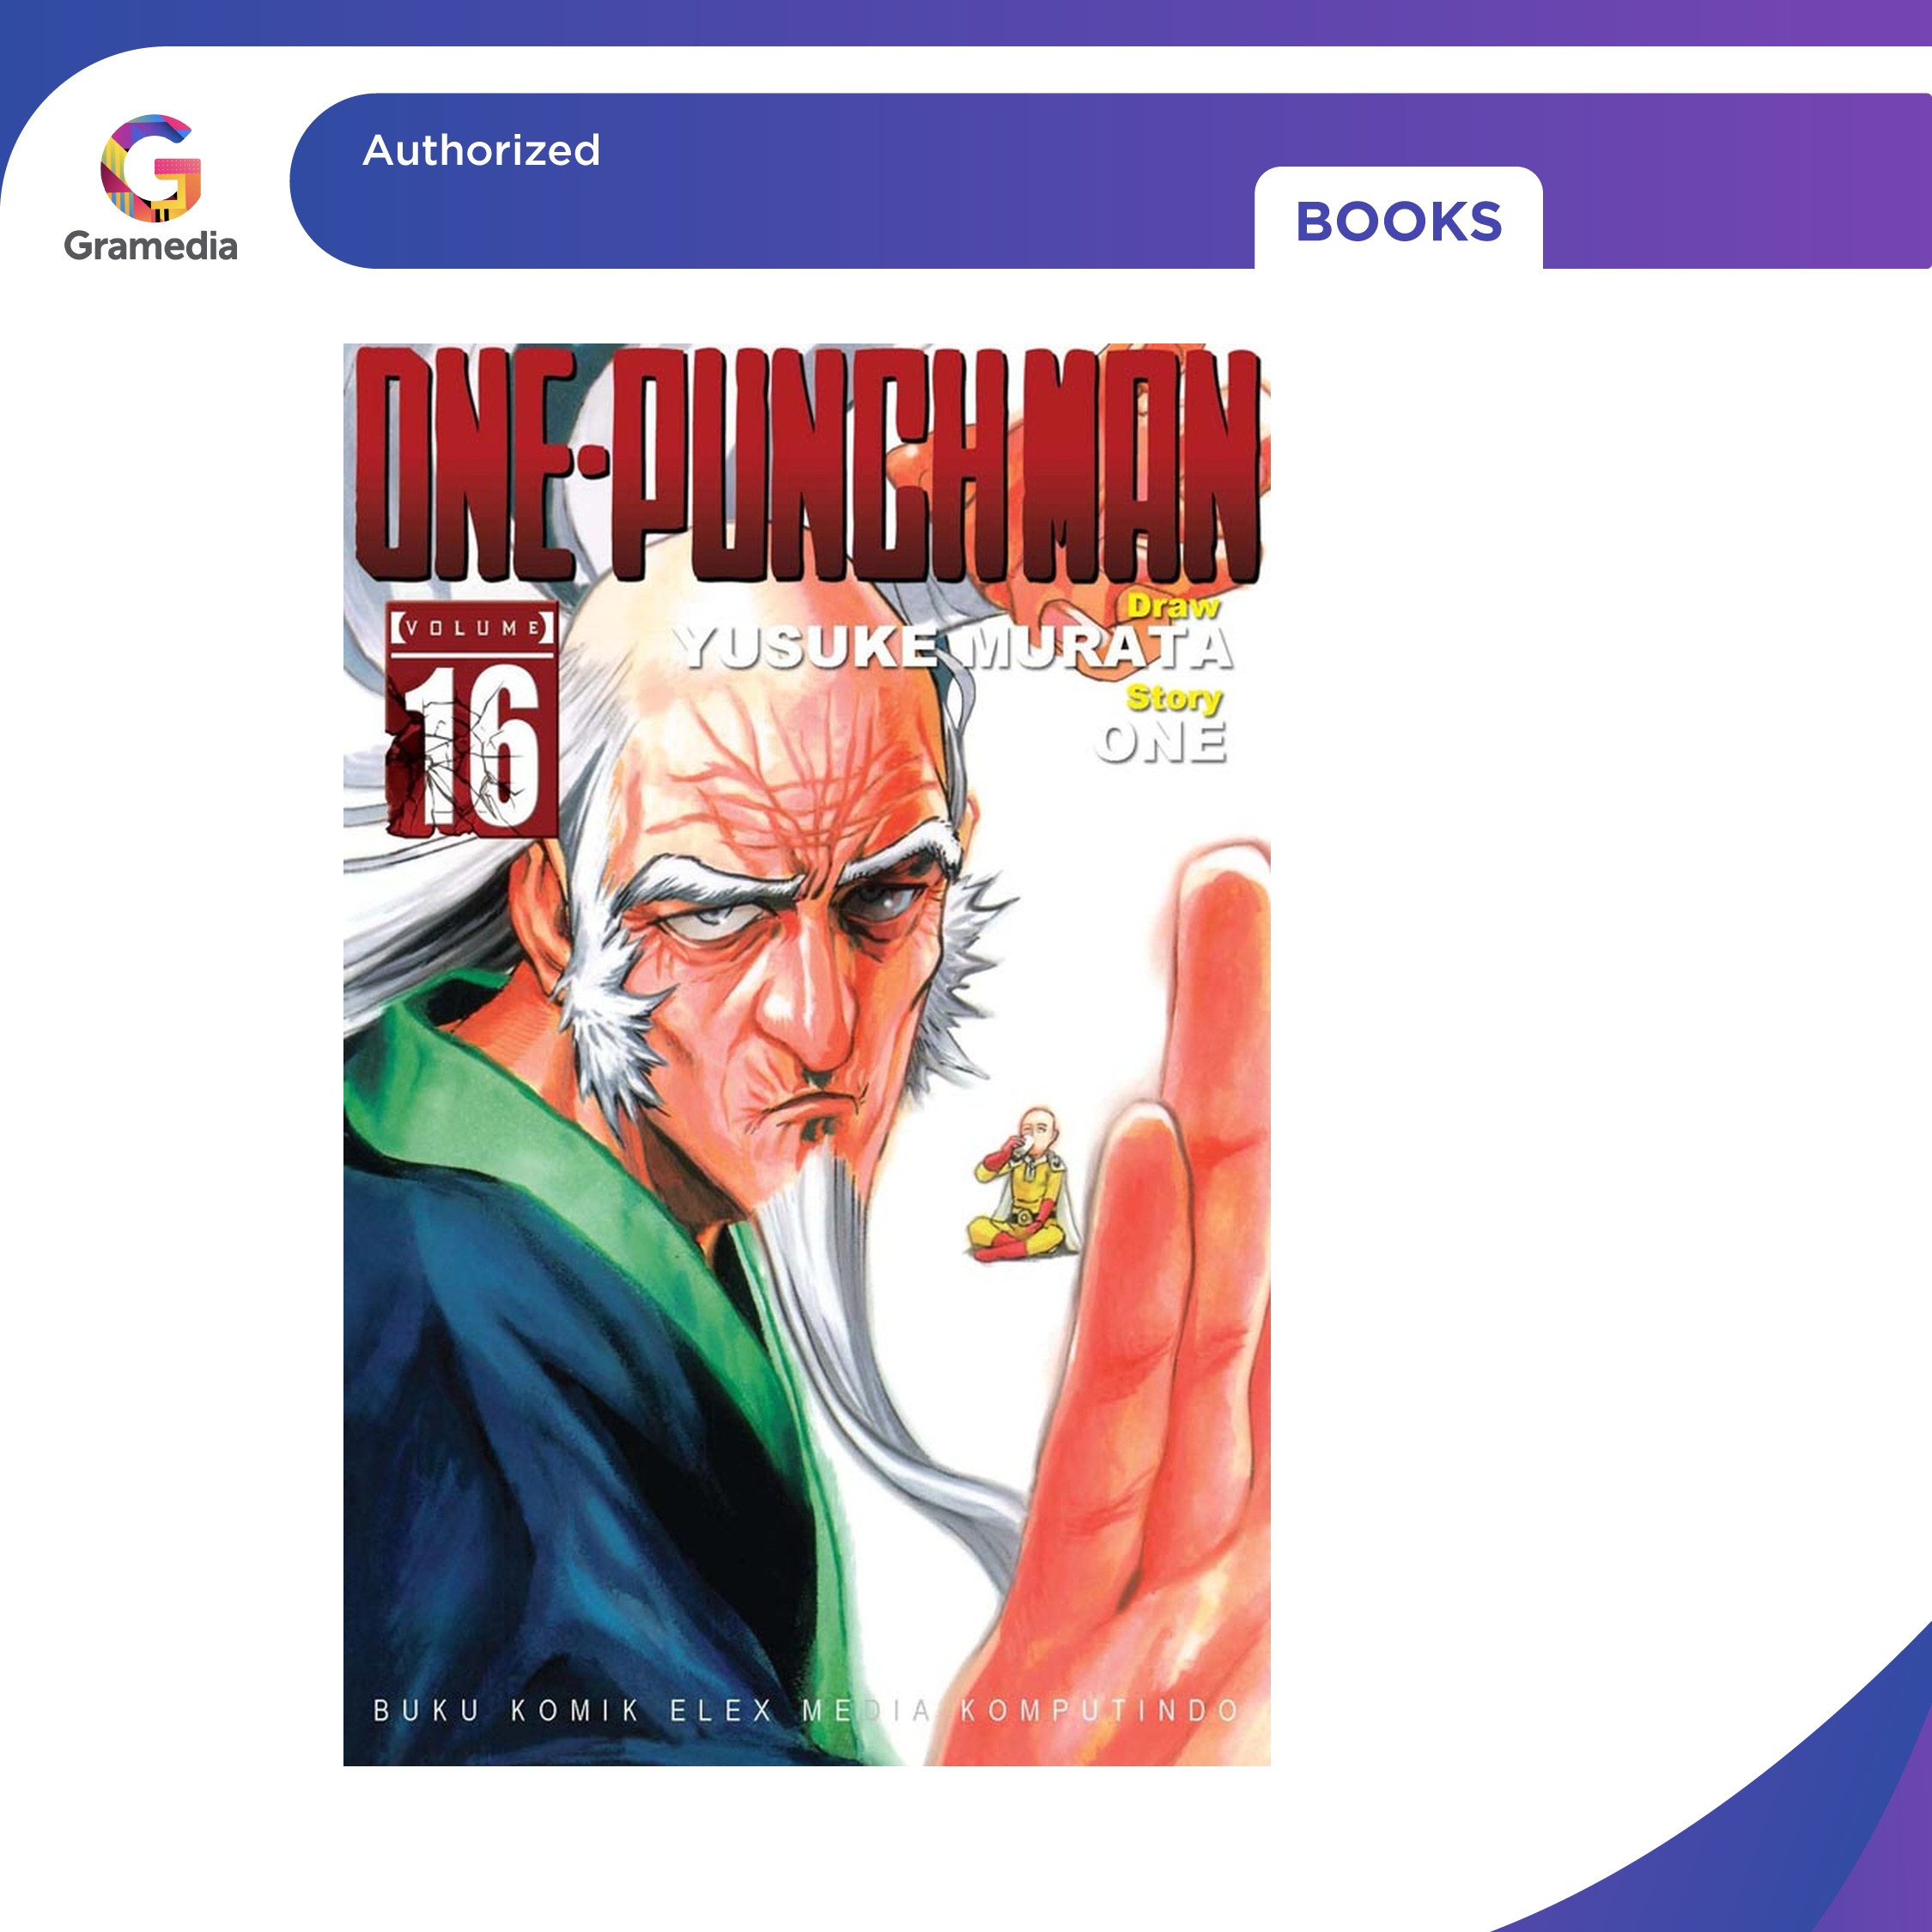 Gramedia
Authorized
BOOKS
ONE-PUNCH MAN
VOLUME
16
Draw
YUSUKE MURATA
Story
ONE
BUKU KOMIK ELEX MEDIA KOMPUTINDO